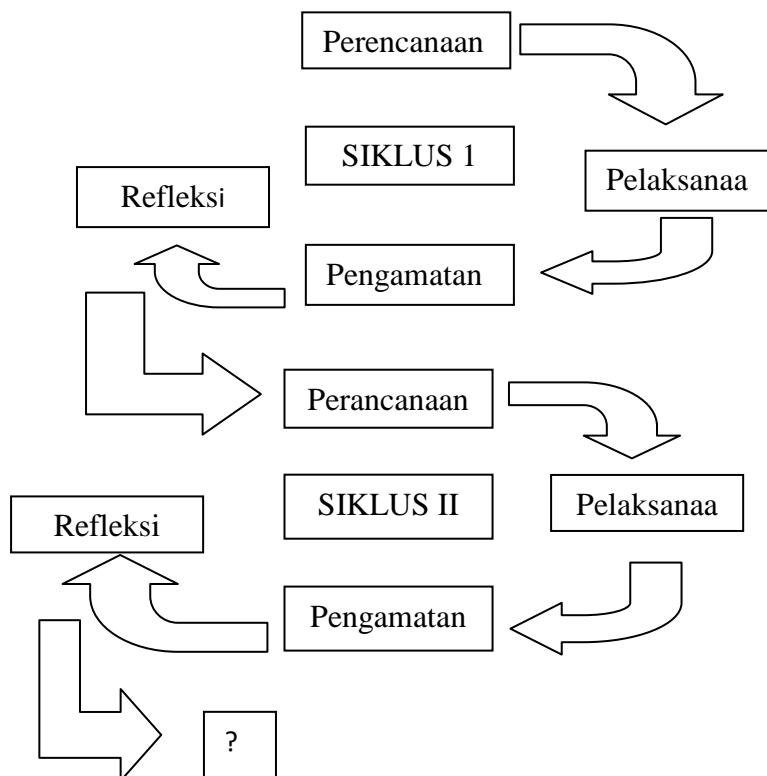 Perencanaan
SIKLUS 1
Pelaksanaa
Refleksi
Pengamatan
Perancanaan
SIKLUS II
Pelaksanaa
Refleksi
Pengamatan
?